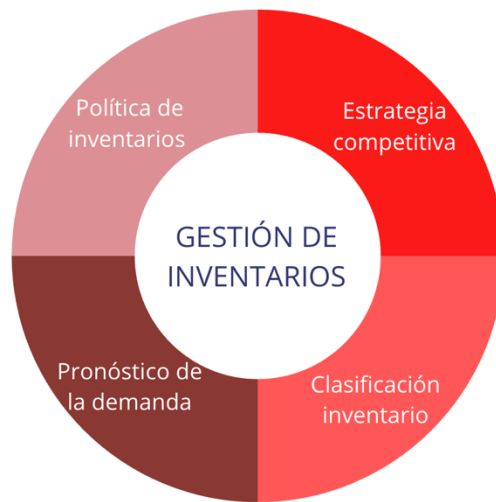 Política de
inventarios
Estrategia
competitiva
GESTIÓN DE
INVENTARIOS
Pronóstico de
la demanda
Clasificación
inventario